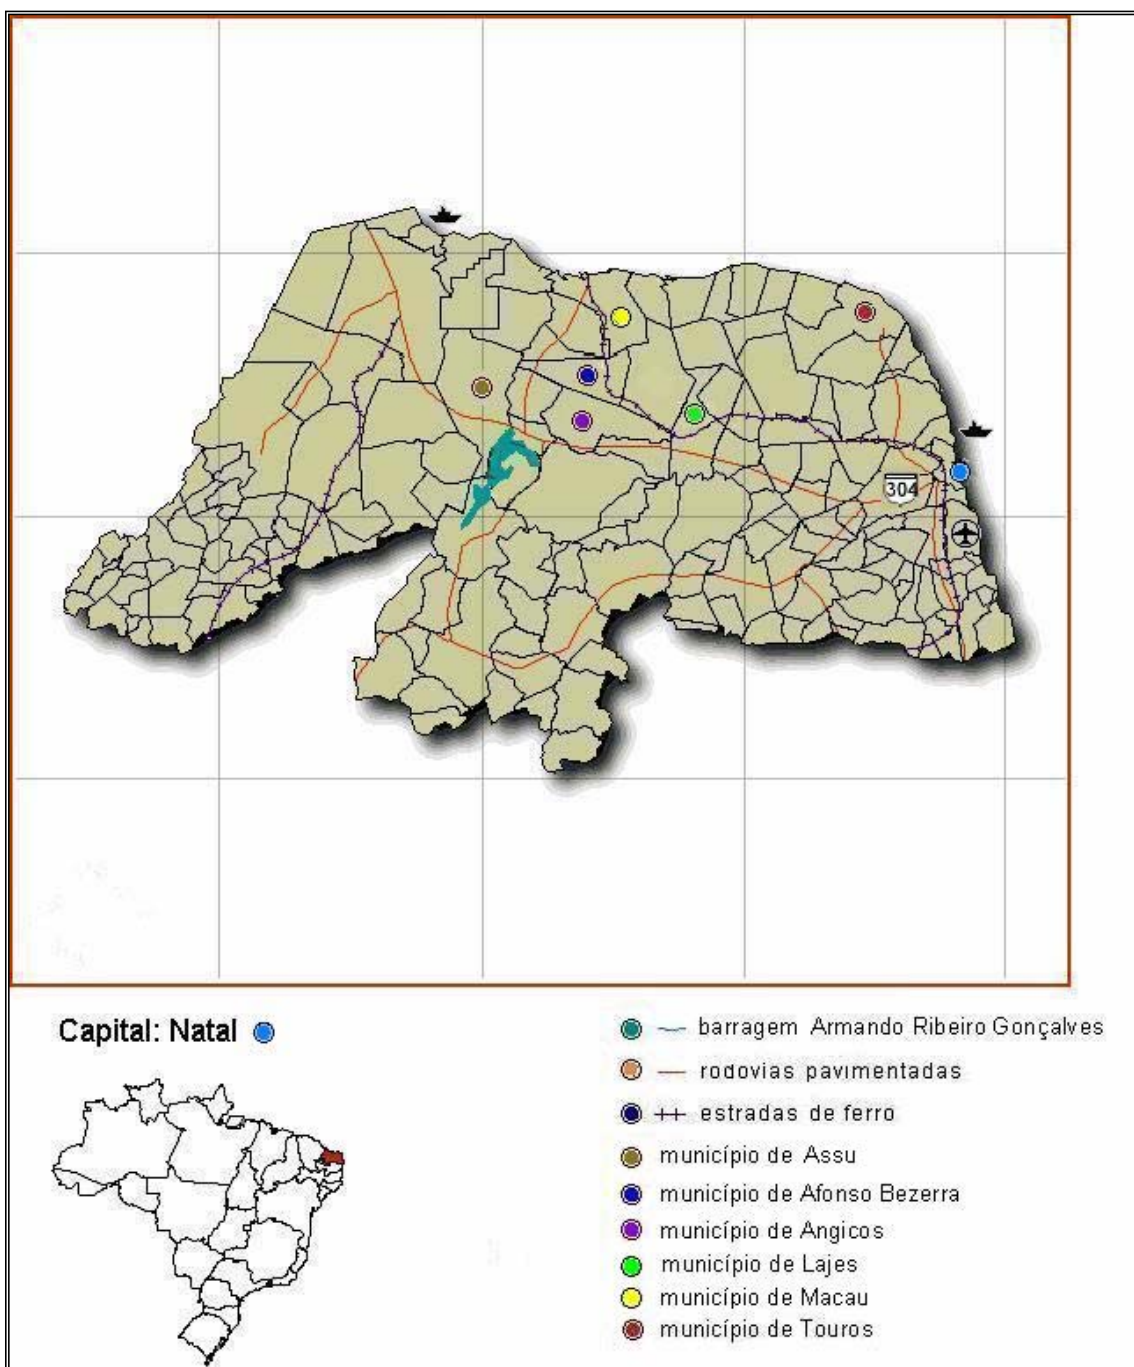 304
Capital: Natal
barragem Armando Ribeiro Gonçalves
rodovias pavimentadas
estradas de ferro
município de Assu
município de Afonso Bezerra
município de Angicos
município de Lajes
município de Macau
município de Touros